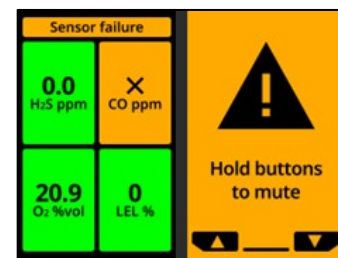 Sensor failure
0.0
H₂S ppm
×
CO ppm
20.9
O₂ %vol
0
LEL %
!
Hold buttons
to mute